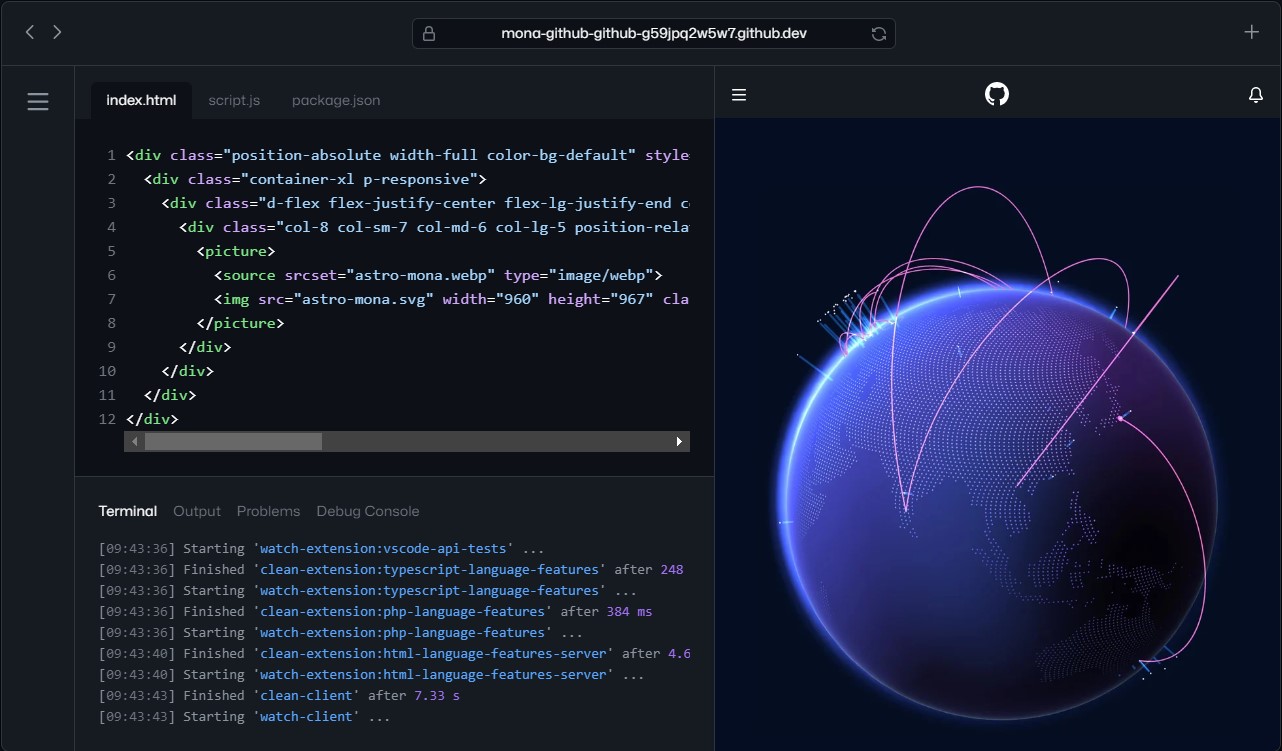 mona-github-github-g59jpq2w5w7.github.dev
index.html script.js package.json
1 <div class="position-absolute width-full color-bg-default" style
2 <div class="container-xl p-responsive">
3 <div class="d-flex flex-justify-center flex-lg-justify-end c
4 <div class="col-8 col-sm-7 col-md-6 col-lg-5 position-rela
5 <picture>
6 <source srcset="astro-mona.webp" type="image/webp">
7 <img src="astro-mona.svg" width="960" height="967" cla
8 </picture>
9 </div>
10 </div>
11 </div>
12 </div>
Terminal Output Problems Debug Console
[09:43:36] Starting 'watch-extension:vscode-api-tests' ...
[09:43:36] Finished 'clean-extension:typescript-language-features' after 248
[09:43:36] Starting 'watch-extension:typescript-language-features' ...
[09:43:36] Finished 'clean-extension:php-language-features' after 384 ms
[09:43:36] Starting 'watch-extension:php-language-features' ...
[09:43:40] Finished 'clean-extension:html-language-features-server' after 4.6
[09:43:40] Starting 'watch-extension:html-language-features-server' ...
[09:43:43] Finished 'clean-client' after 7.33 s
[09:43:43] Starting 'watch-client' ...